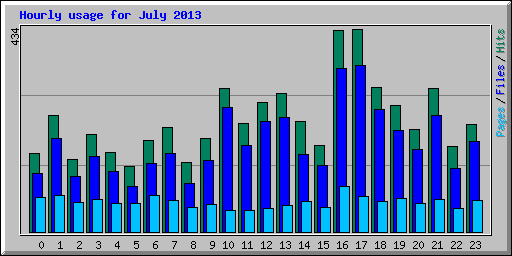 Hourly usage for July 2013
434
Pages/Files/Hits
0 1 2 3 4 5 6 7 8 9 10 11 12 13 14 15 16 17 18 19 20 21 22 23